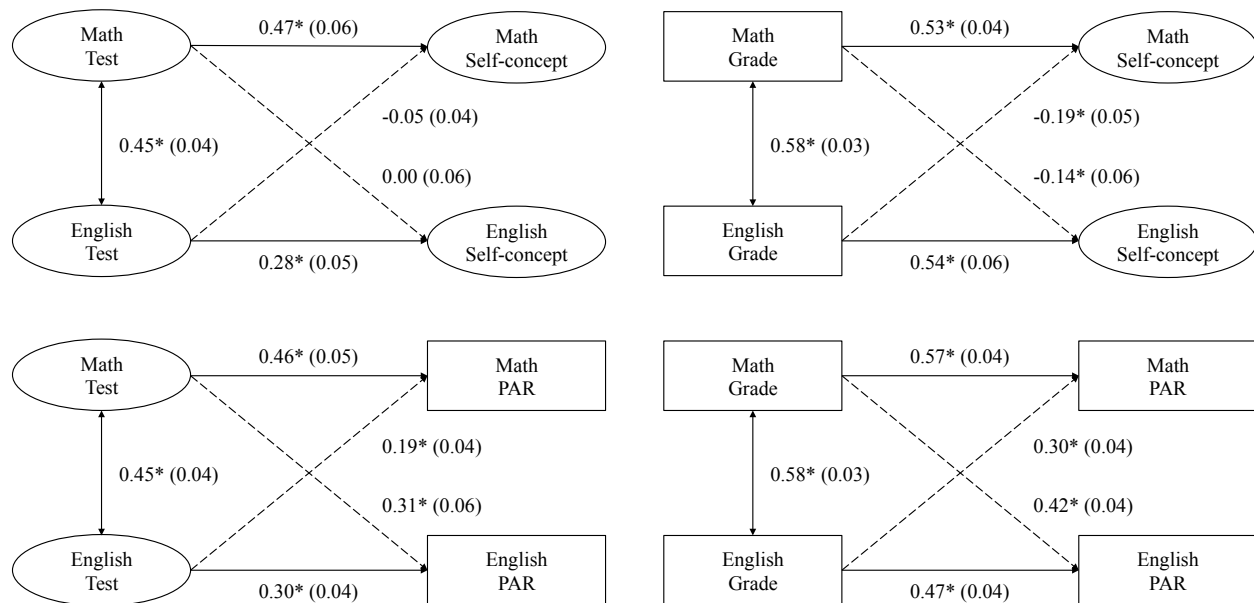 Math
Test
0.47* (0.06)
Math
Self-concept
-0.05 (0.04)
0.45* (0.04)
0.00 (0.06)
English
Test
0.28* (0.05)
English
Self-concept
Math
Grade
0.53* (0.04)
Math
Self-concept
-0.19* (0.05)
0.58* (0.03)
-0.14* (0.06)
English
Grade
0.54* (0.06)
English
Self-concept
Math
Test
0.46* (0.05)
Math
PAR
0.19* (0.04)
0.45* (0.04)
0.31* (0.06)
English
Test
0.30* (0.04)
English
PAR
Math
Grade
0.57* (0.04)
Math
PAR
0.30* (0.04)
0.58* (0.03)
0.42* (0.04)
English
Grade
0.47* (0.04)
English
PAR